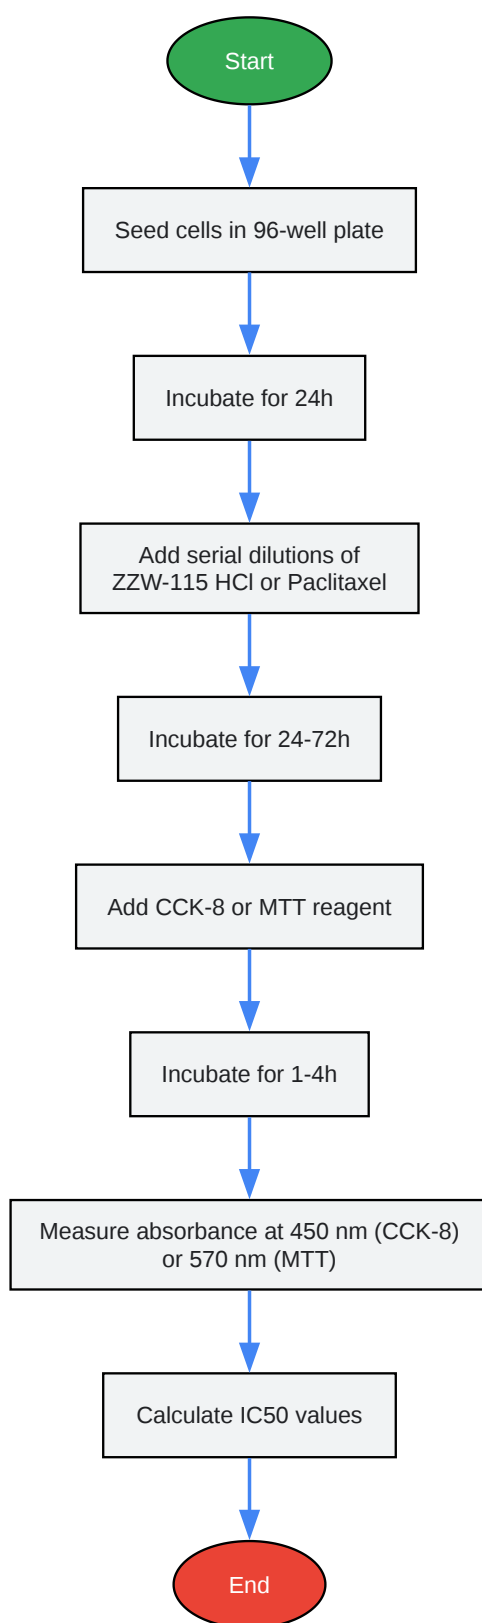 Start
Seed cells in 96-well plate
Incubate for 24h
Add serial dilutions of
ZZW-115 HCl or Paclitaxel
Incubate for 24-72h
Add CCK-8 or MTT reagent
Incubate for 1-4h
Measure absorbance at 450 nm (CCK-8)
or 570 nm (MTT)
Calculate IC50 values
End